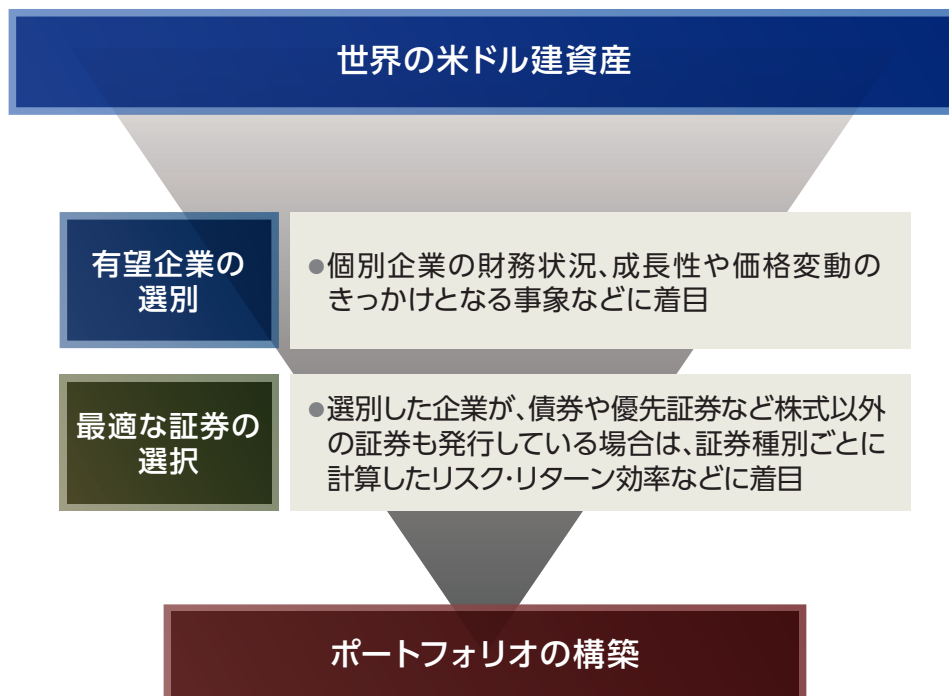 世界の米ドル建資産
有望企業の
選別
●個別企業の財務状況、成長性や価格変動の
きっかけとなる事象などに着目
最適な証券の
選択
●選別した企業が、債券や優先証券など株式以外
の証券も発行している場合は、証券種別ごとに
計算したリスク・リターン効率などに着目
ポートフォリオの構築